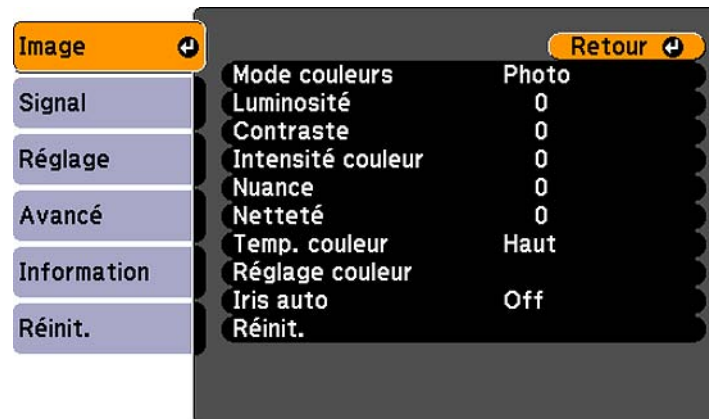 Image
Signal
Réglage
Avancé
Information
Réinit.
Retour
Mode couleurs Photo
Luminosité 0
Contraste 0
Intensité couleur 0
Nuance 0
Netteté 0
Temp. couleur Haut
Réglage couleur
Iris auto Off
Réinit.